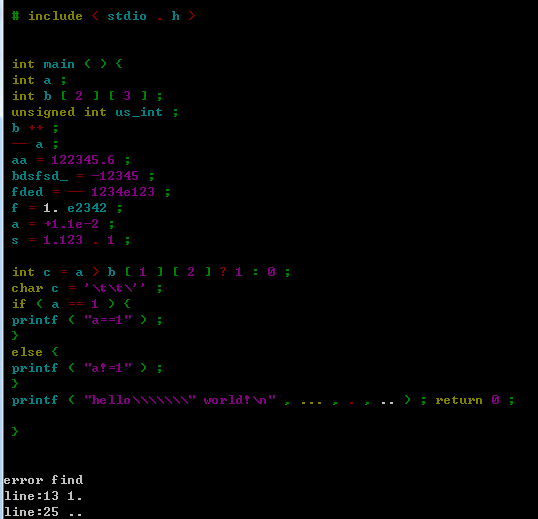 # include < stdio . h >
int main ( ) {
int a ;
int b [ 2 ] [ 3 ] ;
unsigned int us_int ;
b ++ ;
-- a ;
aa = 122345.6 ;
bdsfsd_ = -12345 ;
fded = -- 1234e123 ;
f = 1. e2342 ;
a = +1.1e-2 ;
s = 1.123 . 1 ;
int c = a > b [ 1 ] [ 2 ] ? 1 : 0 ;
char c = '\t\t\'' ;
if ( a == 1 ) {
printf ( "a==1" ) ;
}
else {
printf ( "a!=1" ) ;
}
printf ( "hello\\\\\\\" world!\n" , ... , . , .. ) ; return 0 ;
}
error find
line:13 1.
line:25 ..